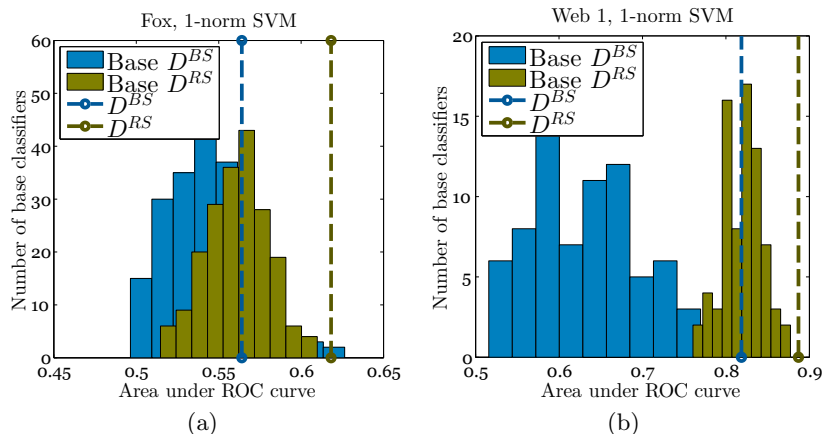 Fox, 1-norm SVM
60
50
40
30
20
10
0
Number of base classifiers
Base D^BS
Base D^RS
D^BS
D^RS
0.45
0.5
0.55
0.6
0.65
Area under ROC curve
(a)
Web 1, 1-norm SVM
20
15
10
5
0
Number of base classifiers
Base D^BS
Base D^RS
D^BS
D^RS
0.5
0.6
0.7
0.8
0.9
Area under ROC curve
(b)